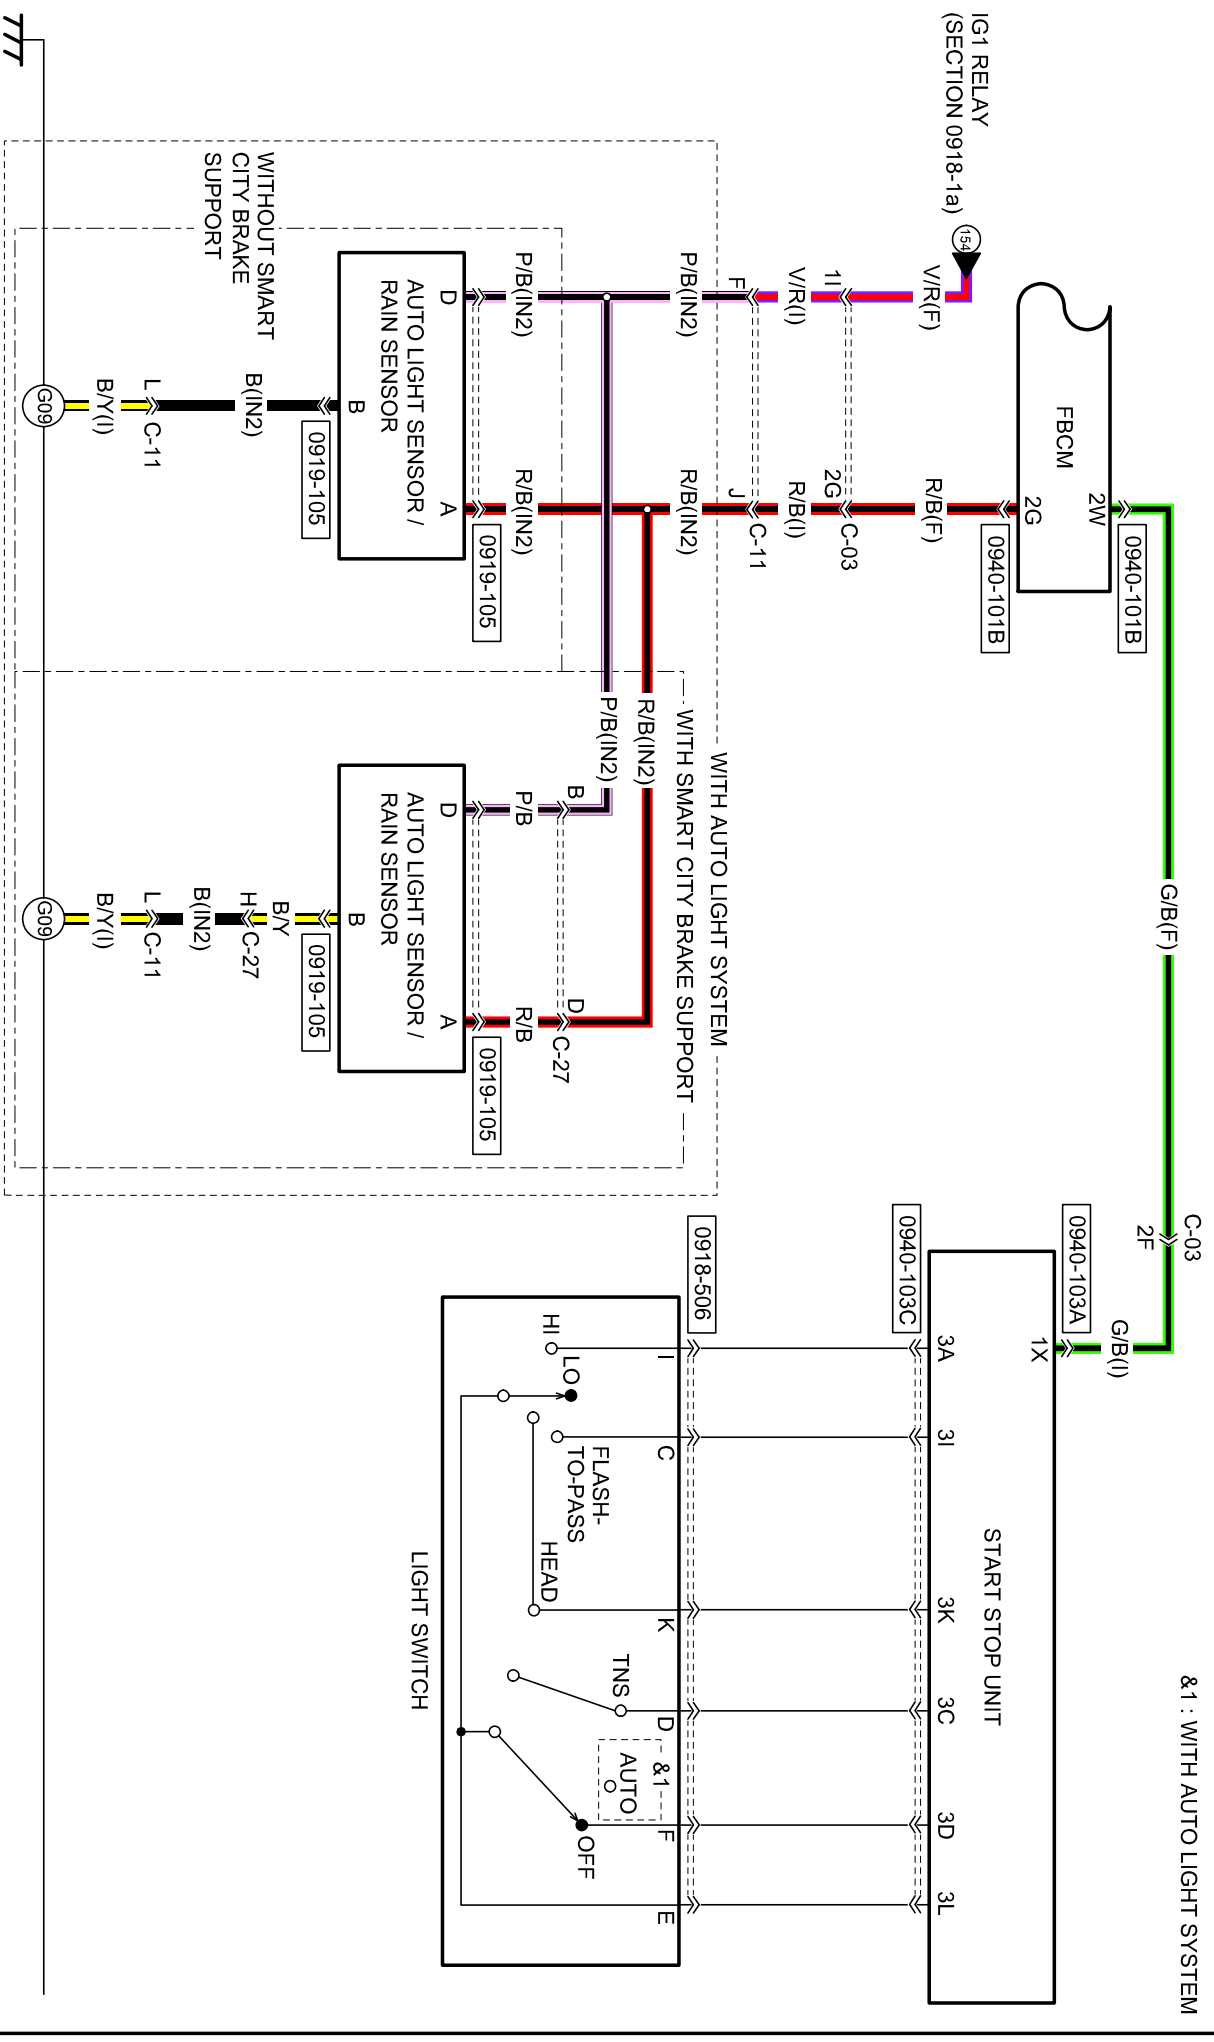 &1 : WITH AUTO LIGHT SYSTEM
IG1 RELAY
(SECTION 0918-1a)
154
V/R(F)
1I
V/R(I)
F
P/B(IN2)
P/B(IN2)
FBCM
2W
0940-101B
2G
0940-101B
R/B(F)
2G
C-03
R/B(I)
J
C-11
R/B(IN2)
R/B(IN2)
G/B(F)
C-03
2F
G/B(I)
0940-103A
1X
START STOP UNIT
3A
3I
3K
3C
3D
3L
0940-103C
0918-506
I
C
K
D
F
E
HI
LO
FLASH-
TO-PASS
HEAD
TNS
&1
AUTO
OFF
LIGHT SWITCH
WITH AUTO LIGHT SYSTEM
WITH SMART CITY BRAKE SUPPORT
R/B(IN2)
P/B(IN2)
B
D
C-27
P/B
R/B
D
A
0919-105
AUTO LIGHT SENSOR /
RAIN SENSOR
B
0919-105
B/Y
H
C-27
B(IN2)
L
C-11
B/Y(I)
G09
D
A
0919-105
AUTO LIGHT SENSOR /
RAIN SENSOR
B
0919-105
B(IN2)
L
C-11
B/Y(I)
G09
WITHOUT SMART
CITY BRAKE
SUPPORT